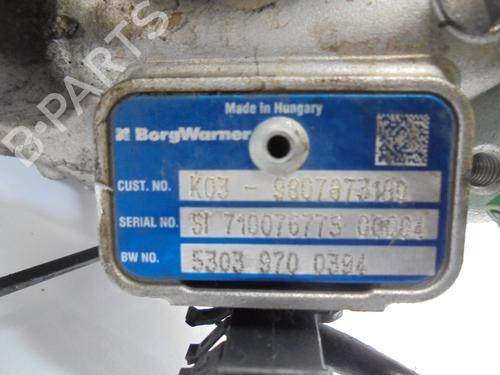 B-PARTS
Made in Hungary
BorgWarner
CUST. NO. K03 - 9807873180
SERIAL NO. SI 710076775 00004
BW NO. 5303 970 0394